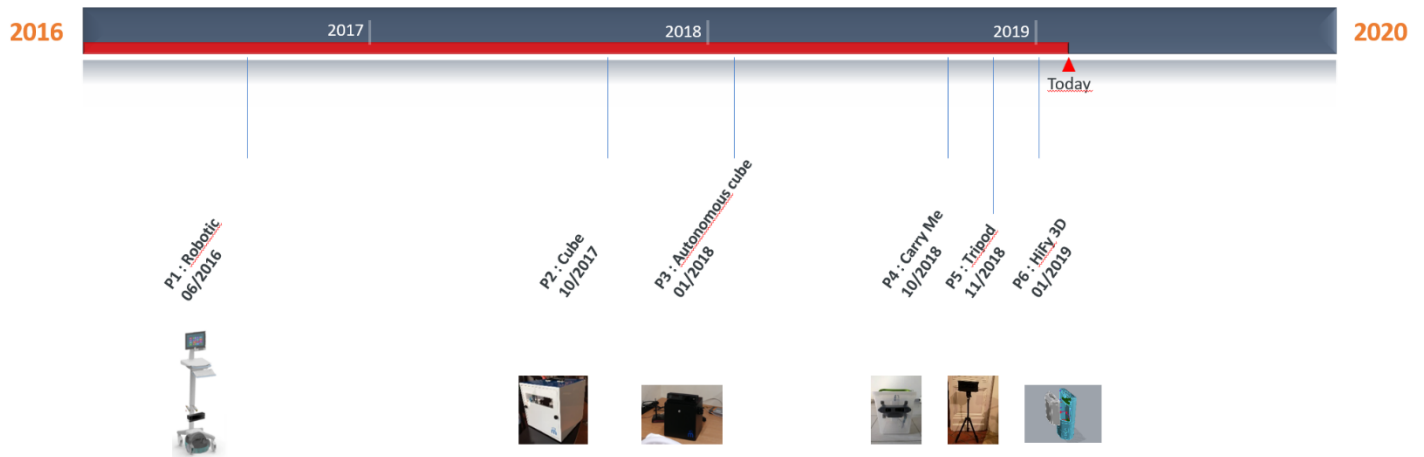 2016
2017
2018
2019
2020
Today
P1 : Robotic
06/2016
P2 : Cube
10/2017
P3 : Autonomous cube
01/2018
P4 : Carry Me
10/2018
P5 : Tripod
11/2018
P6 : HiFy 3D
01/2019